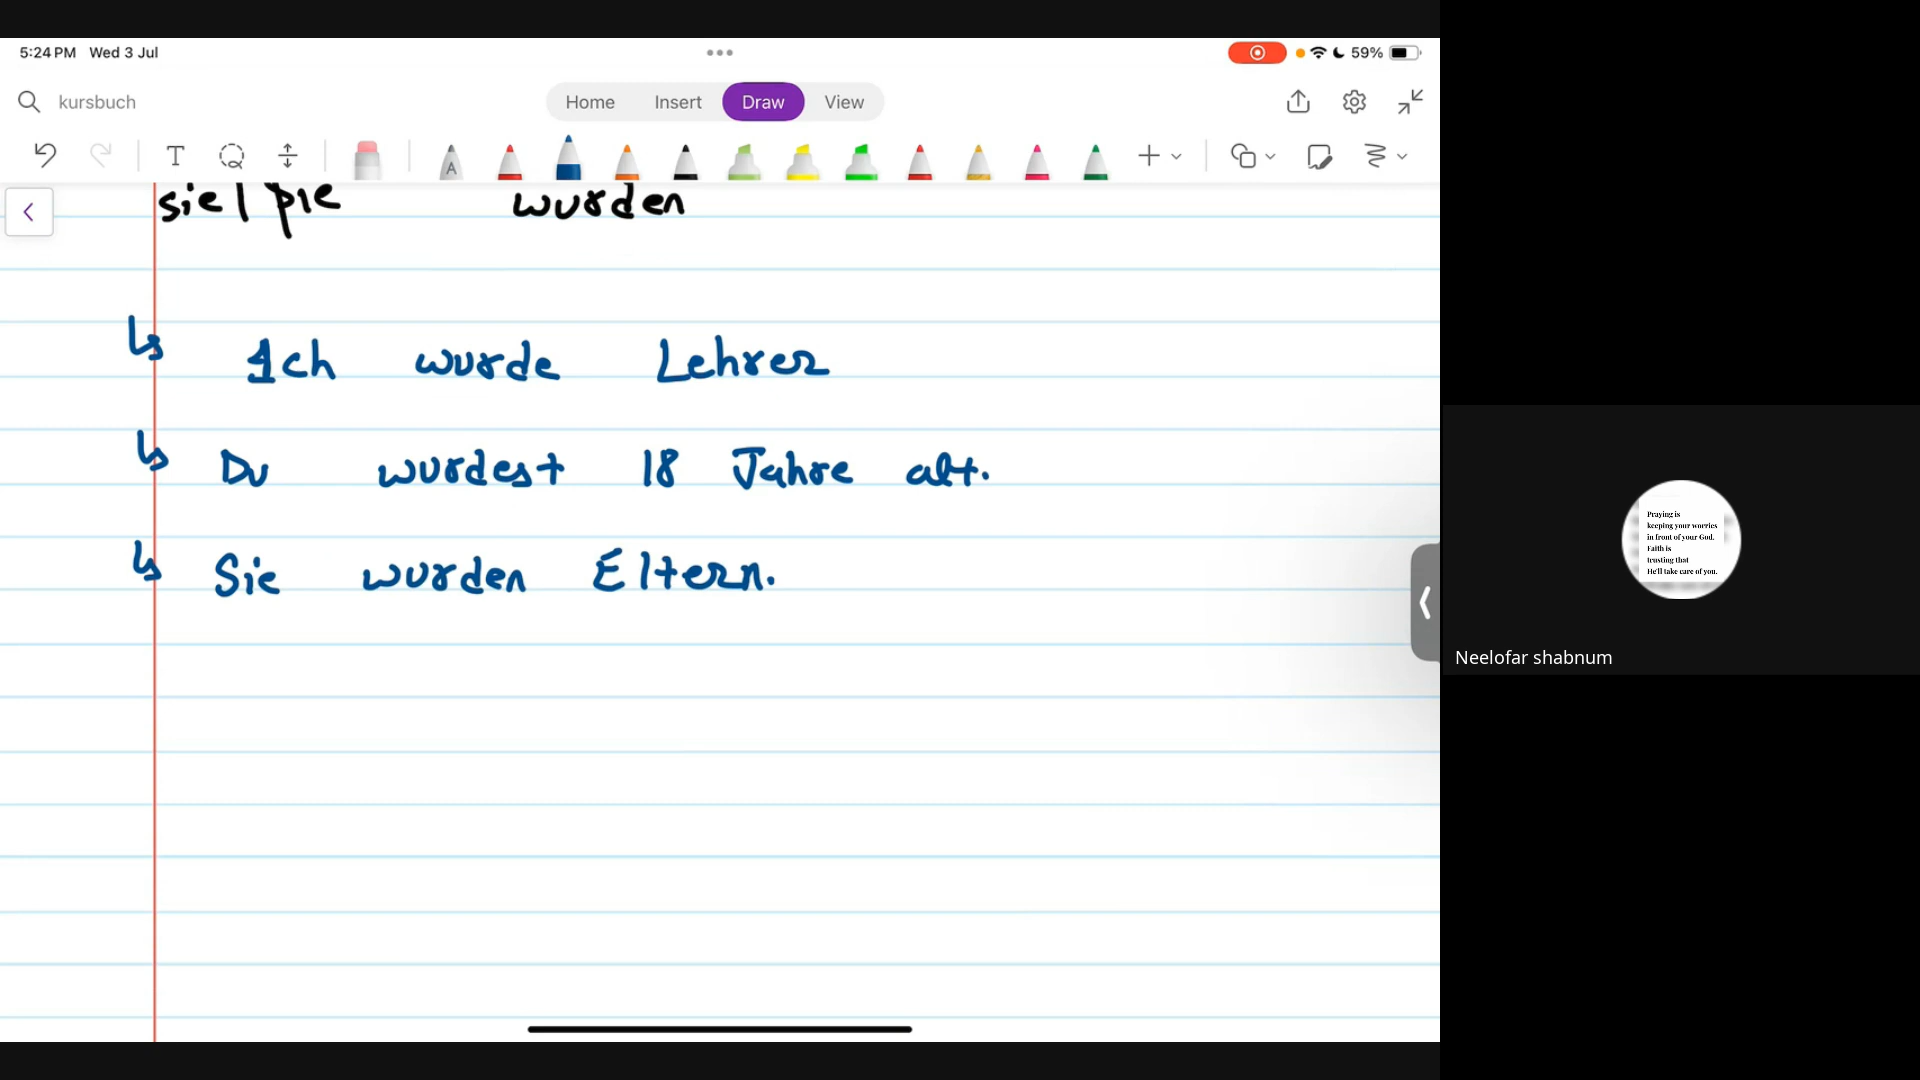 5:24 PM Wed 3 Jul
59%
kursbuch
Home Insert Draw View
T
A
sie | wurden
Ich wurde Lehrer
Du wurdest 18 Jahre alt.
Sie wurden Eltern.
Praying is
keeping your worries
in front of your God.
Faith is
trusting that
He'll take care of you.
Neelofar shabnum